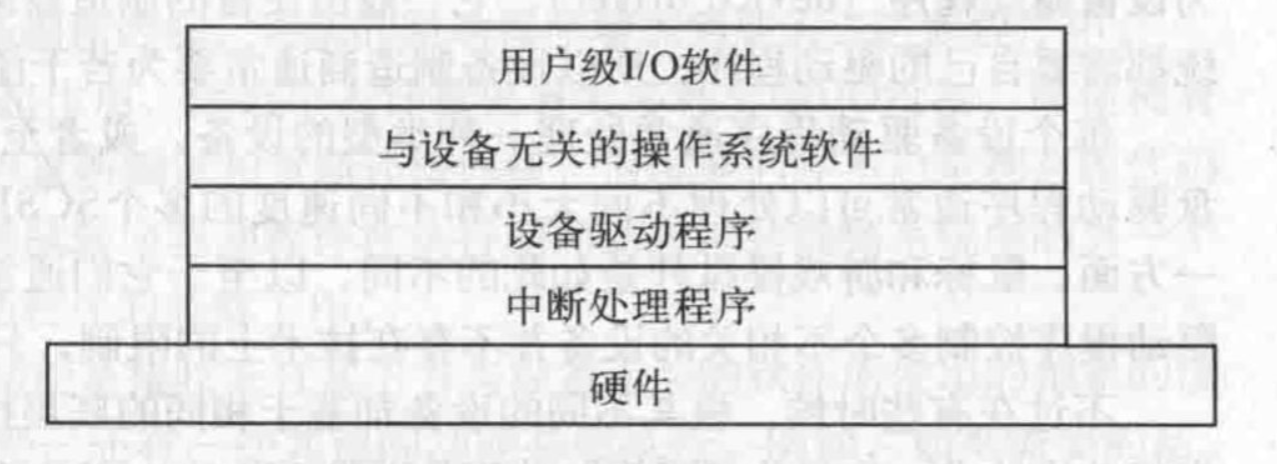 用户级I/O软件
与设备无关的操作系统软件
设备驱动程序
中断处理程序
硬件